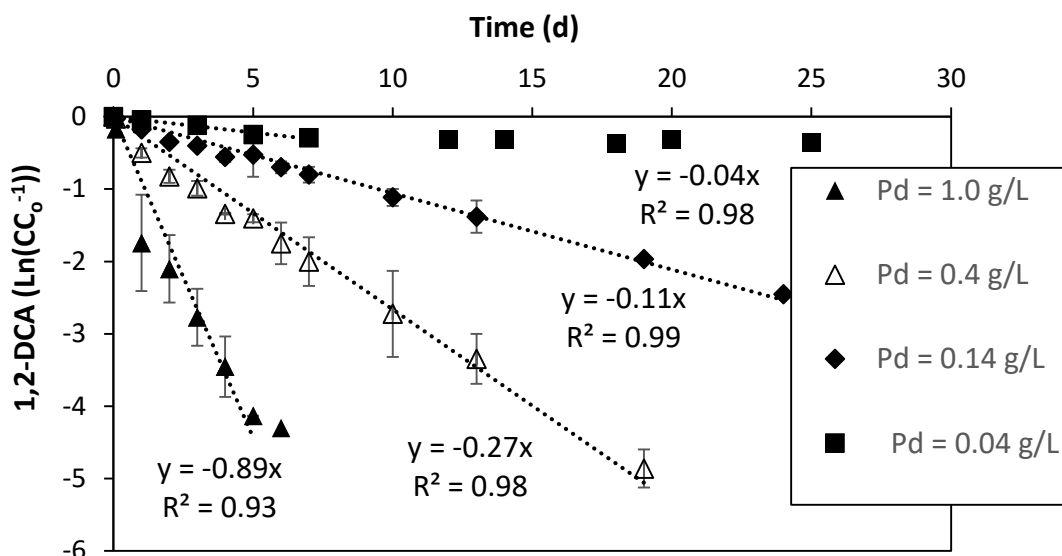 Time (d)
0 5 10 15 20 25 30
1,2-DCA (Ln(CCₒ⁻¹))
0
-1
-2
-3
-4
-5
-6
y = -0.04x
R² = 0.98
y = -0.11x
R² = 0.99
y = -0.27x
R² = 0.98
y = -0.89x
R² = 0.93
Pd = 1.0 g/L
Pd = 0.4 g/L
Pd = 0.14 g/L
Pd = 0.04 g/L